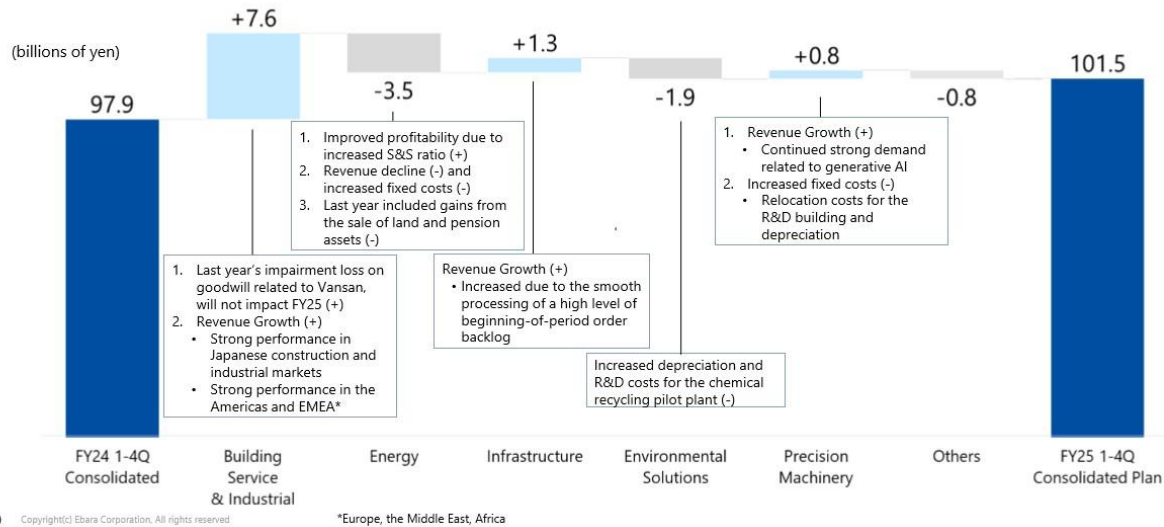 (billions of yen)
97.9
+7.6
-3.5
+1.3
-1.9
+0.8
-0.8
101.5
1. Improved profitability due to
increased S&S ratio (+)
2. Revenue decline (-) and
increased fixed costs (-)
3. Last year included gains from
the sale of land and pension
assets (-)
1. Revenue Growth (+)
• Continued strong demand
related to generative AI
2. Increased fixed costs (-)
• Relocation costs for the
R&D building and
depreciation
1. Last year's impairment loss on
goodwill related to Vansan,
will not impact FY25 (+)
2. Revenue Growth (+)
• Strong performance in
Japanese construction and
industrial markets
• Strong performance in the
Americas and EMEA*
Revenue Growth (+)
• Increased due to the smooth
processing of a high level of
beginning-of-period order
backlog
Increased depreciation and
R&D costs for the chemical
recycling pilot plant (-)
FY24 1-4Q
Consolidated
Building
Service
& Industrial
Energy
Infrastructure
Environmental
Solutions
Precision
Machinery
Others
FY25 1-4Q
Consolidated Plan
Copyright(c) Ebara Corporation, All rights reserved
*Europe, the Middle East, Africa